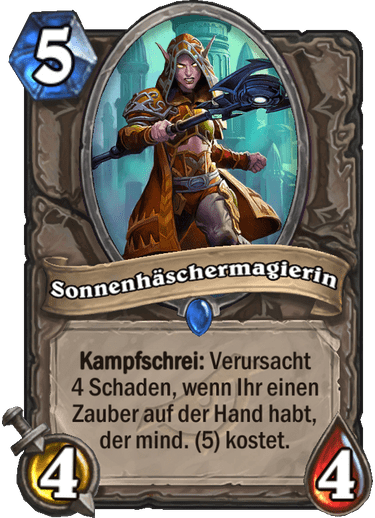 5
Sonnenhäschermagierin
Kampfschrei: Verursacht
4 Schaden, wenn Ihr einen
Zauber auf der Hand habt,
der mind. (5) kostet.
4
4